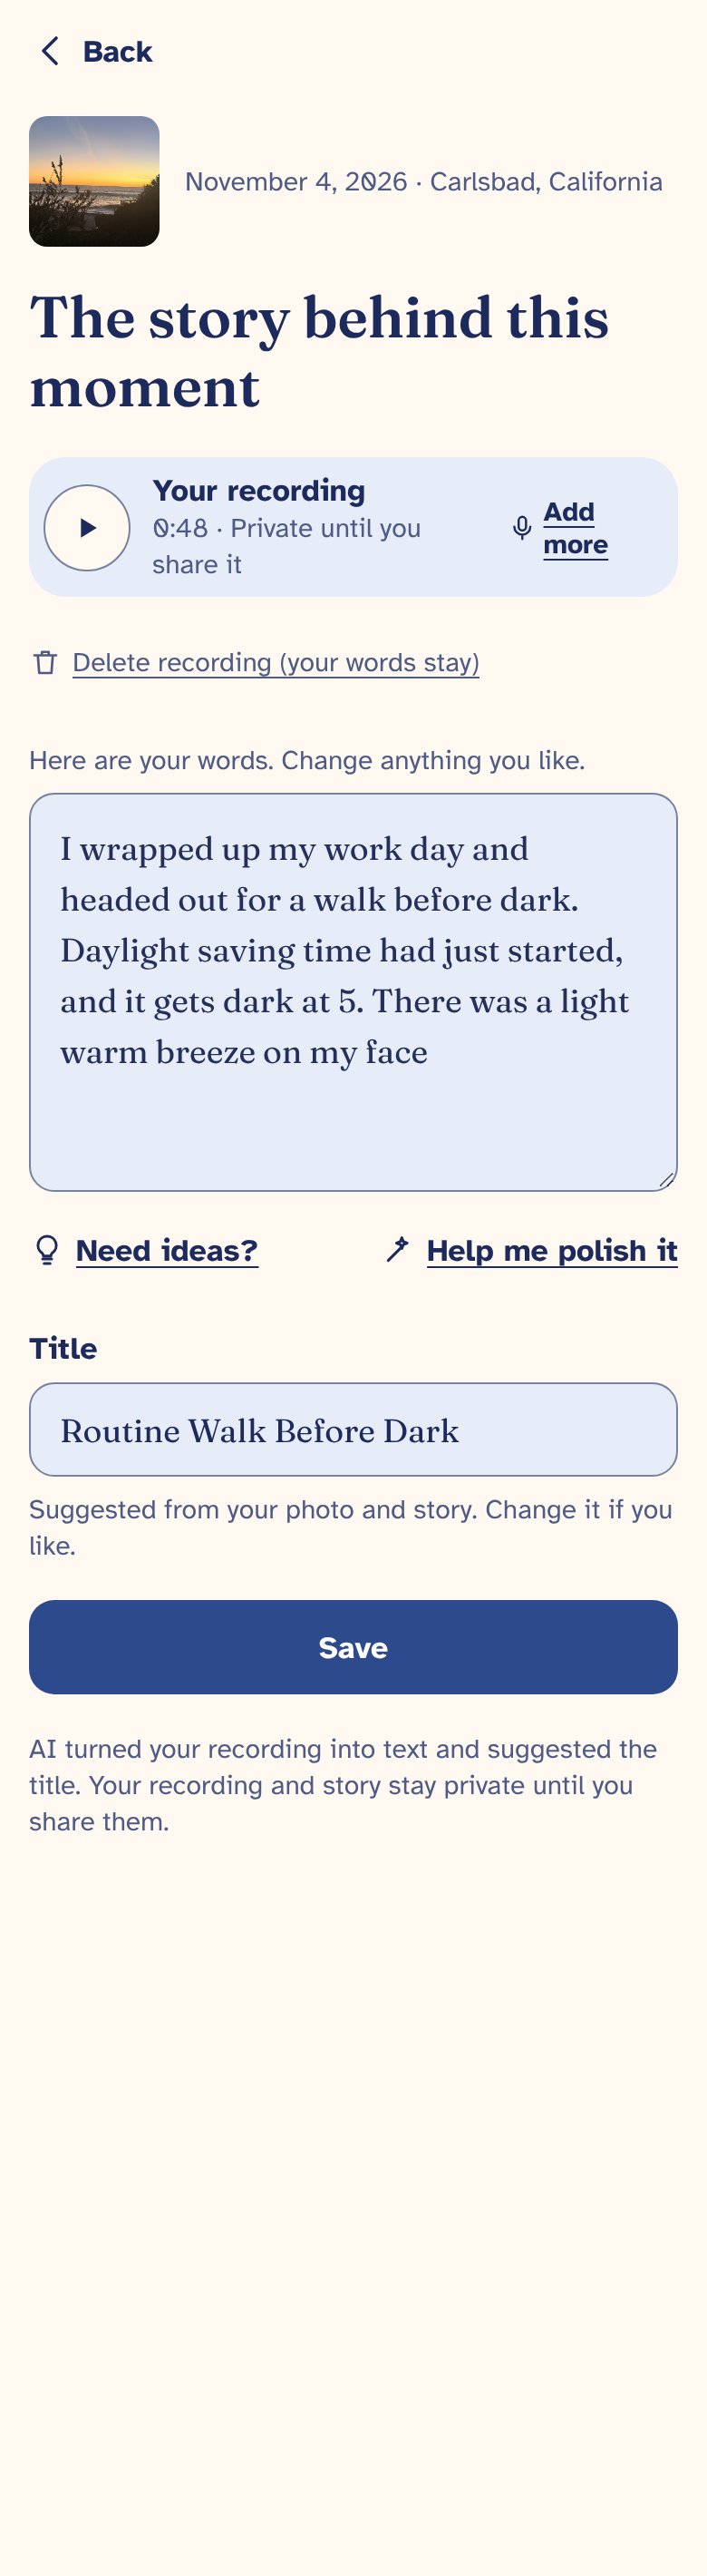 Back
November 4, 2026 · Carlsbad, California
The story behind this
moment
Your recording
0:48 · Private until you
share it
Add
more
Delete recording (your words stay)
Here are your words. Change anything you like.
I wrapped up my work day and
headed out for a walk before dark.
Daylight saving time had just started,
and it gets dark at 5. There was a light
warm breeze on my face
Need ideas?
Help me polish it
Title
Routine Walk Before Dark
Suggested from your photo and story. Change it if you
like.
Save
AI turned your recording into text and suggested the
title. Your recording and story stay private until you
share them.